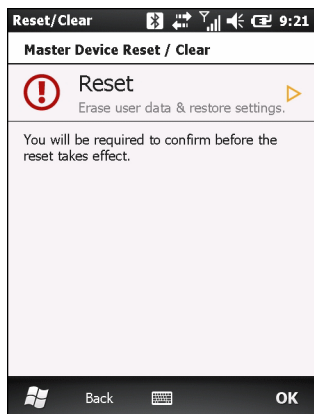 Reset/Clear 9:21
Master Device Reset / Clear
Reset
Erase user data & restore settings.
You will be required to confirm before the
reset takes effect.
Back OK